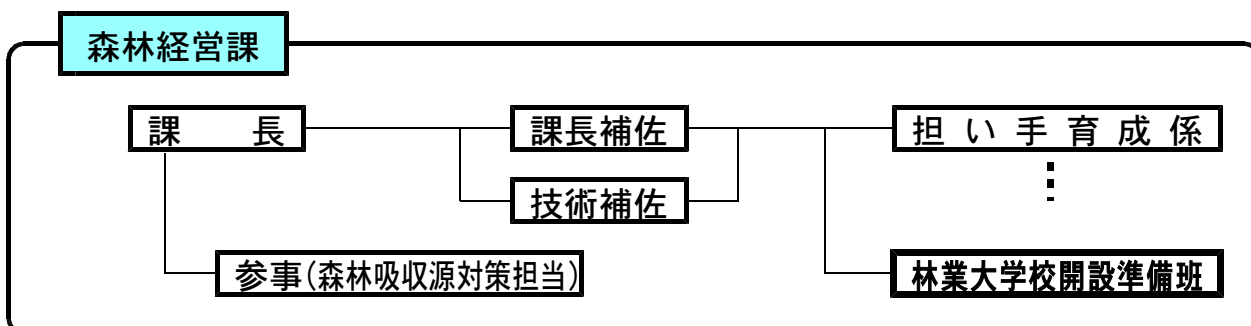 森林経営課
課　　長
課長補佐
担い手育成係
技術補佐
参事(森林吸収源対策担当)
林業大学校開設準備班